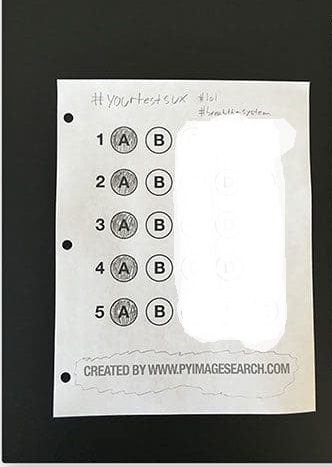 #yourtestsux #lol
#breakthesystem
1 A B
2 A B D
3 A B D
4 A B D
5 A B
CREATED BY WWW.PYIMAGESEARCH.COM